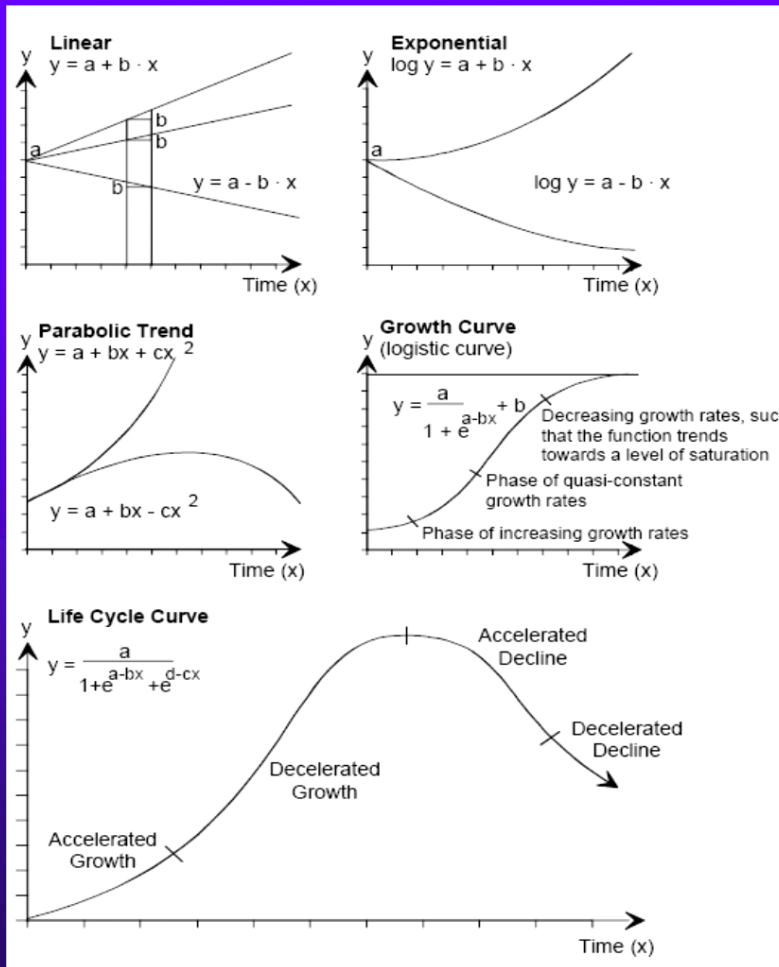 Linear
y
y = a + b · x
a
b
b
b
y = a - b · x
Time (x)
Exponential
y
log y = a + b · x
a
log y = a - b · x
Time (x)
Parabolic Trend
y
y = a + bx + cx 2
y = a + bx - cx 2
Time (x)
Growth Curve
y
(logistic curve)
y = a / 1 + e^a-bx + b
Decreasing growth rates, suc
that the function trends
towards a level of saturation
Phase of quasi-constant
growth rates
Phase of increasing growth rates
Time (x)
Life Cycle Curve
y
y = a / 1+e^a-bx +e^d-cx
Accelerated
Growth
Decelerated
Growth
Accelerated
Decline
Decelerated
Decline
Time (x)